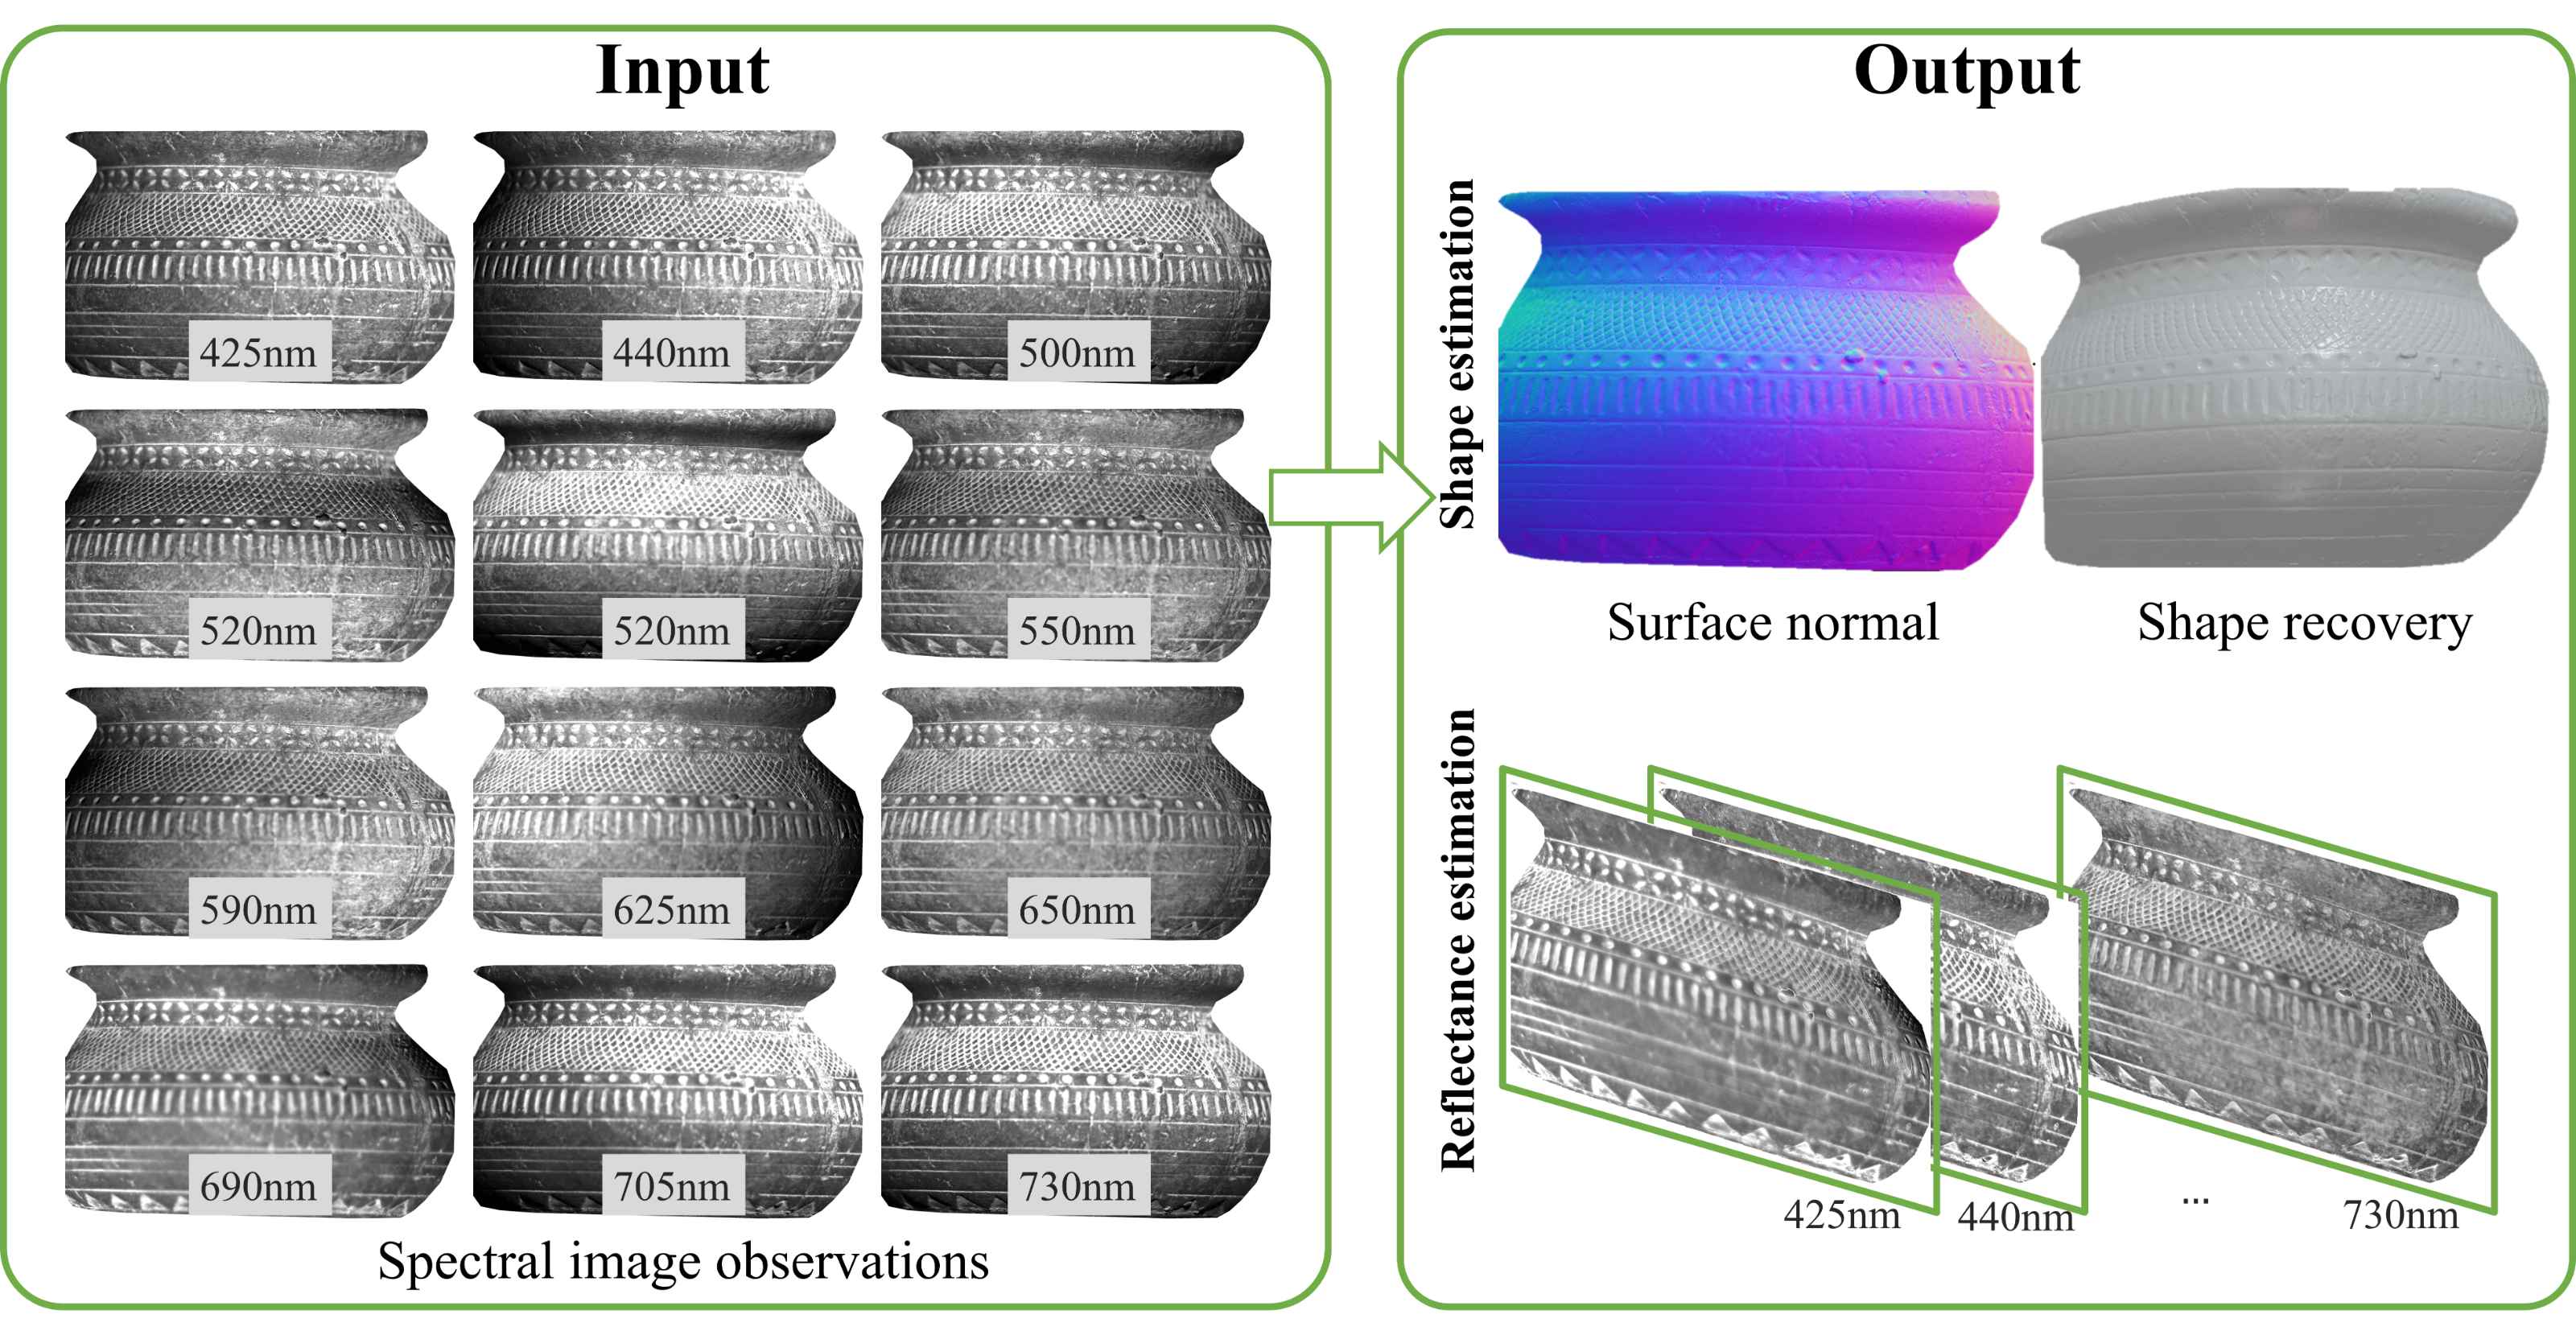 Input
425nm
440nm
500nm
520nm
520nm
550nm
590nm
625nm
650nm
690nm
705nm
730nm
Spectral image observations
Output
Shape estimation
Surface normal
Shape recovery
Reflectance estimation
425nm
440nm
...
730nm